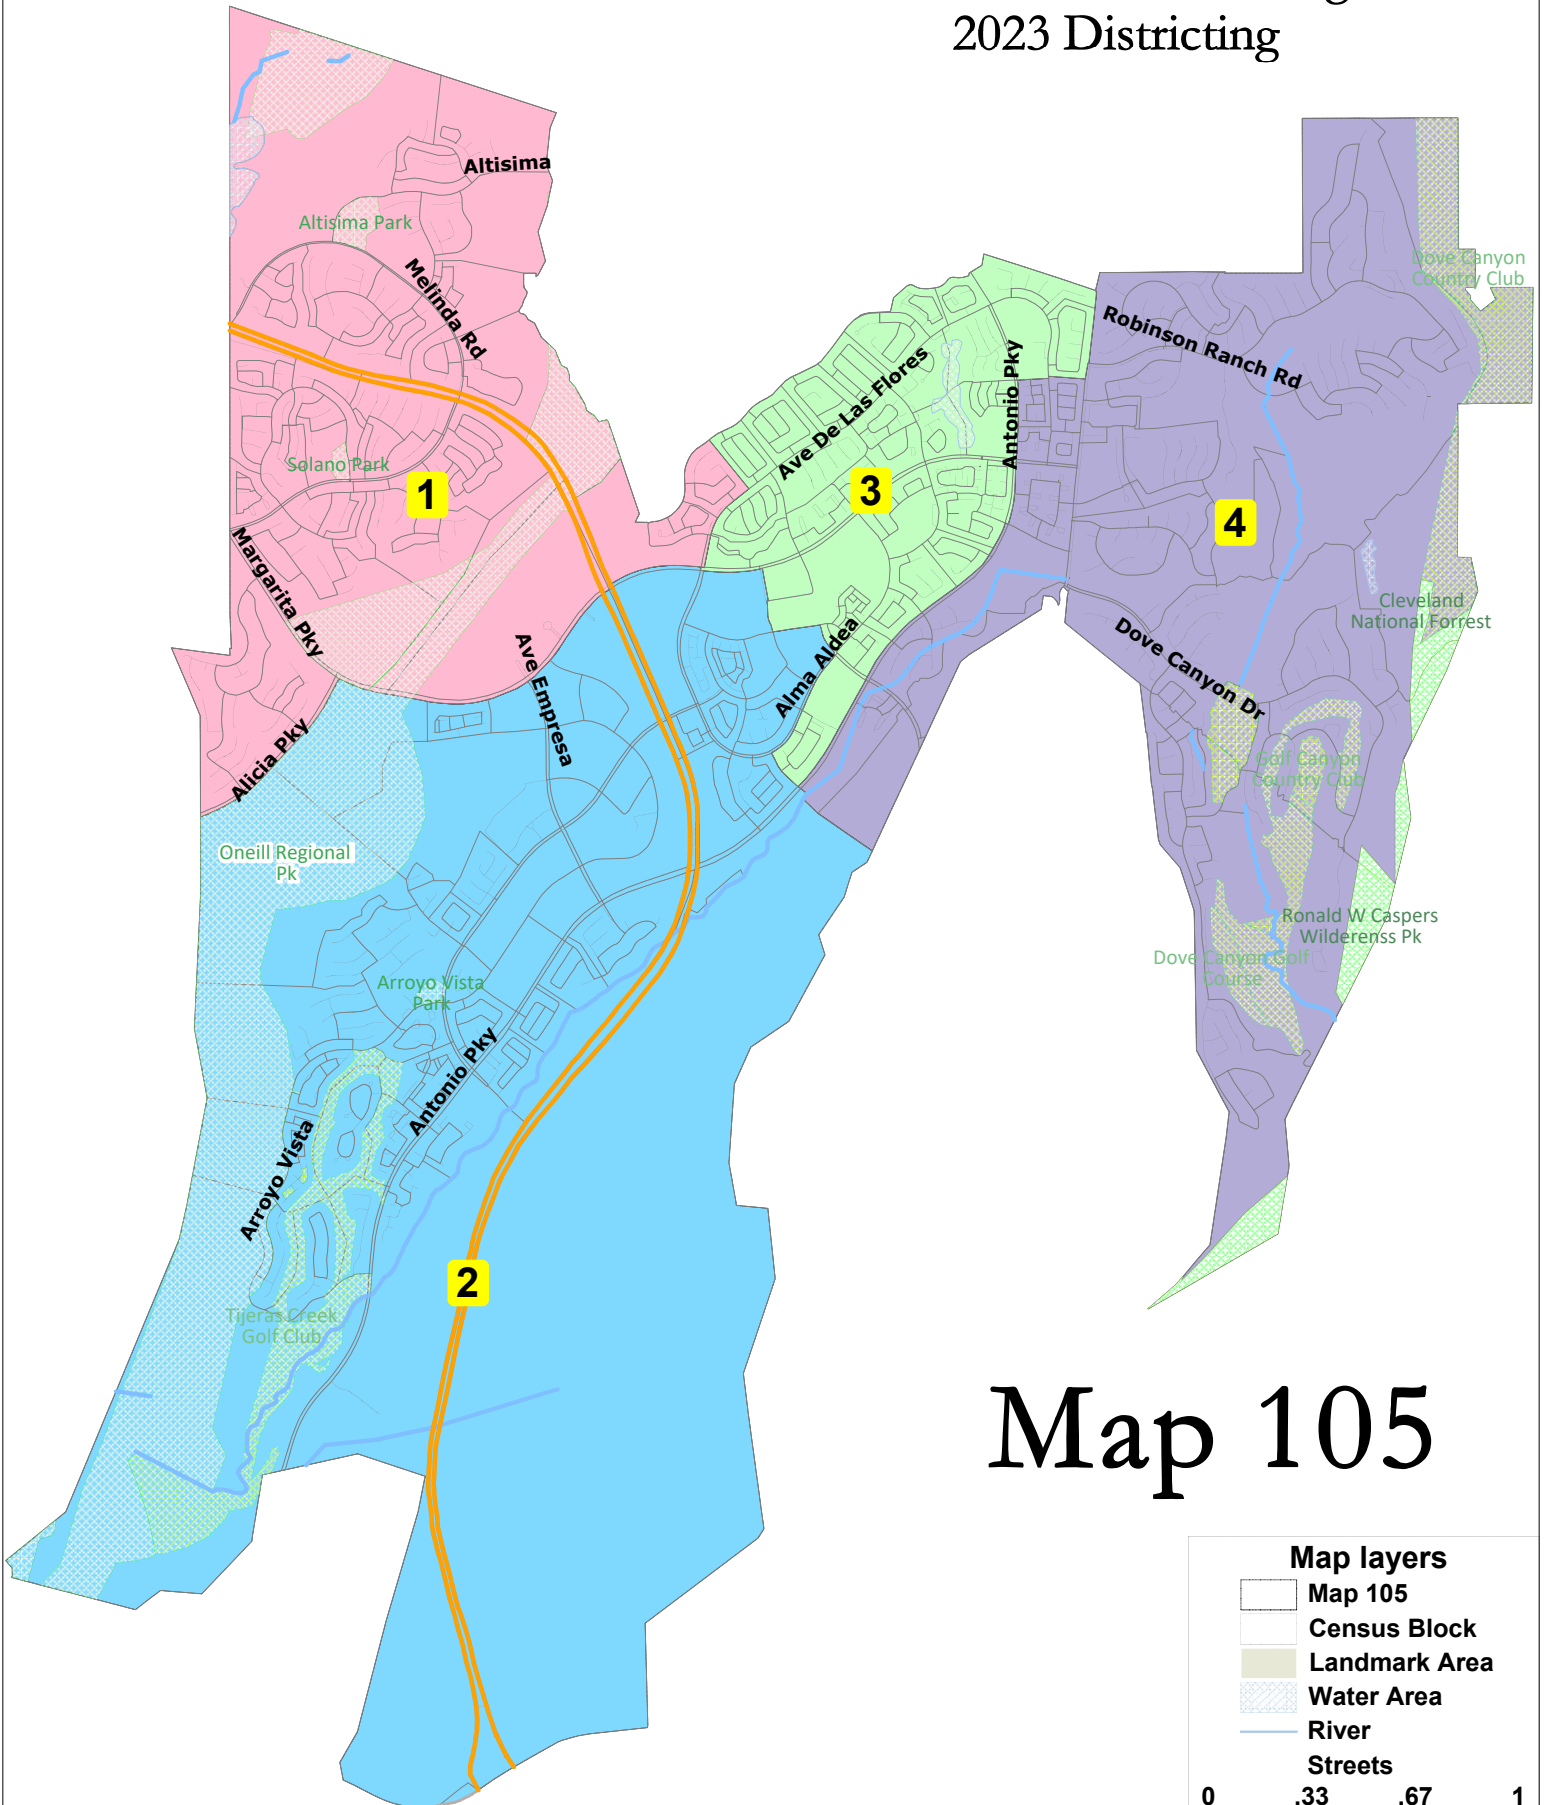 2023 Districting
Altisima
Altisima Park
Melinda Rd
Dove Canyon
Country Club
Robinson Ranch Rd
Ave De Las Flores
Antonio Pky
Solano Park
1
3
4
Margarita Pky
Cleveland
National Forrest
Ave Empresa
Alma Aldea
Dove Canyon Dr
Alicia Pky
Golf Canyon
Country Club
Oneill Regional
Pk
Ronald W Caspers
Wilderenss Pk
Dove Canyon Golf
Course
Arroyo Vista
Park
Antonio Pky
Arroyo Vista
2
Tijeras Creek
Golf Club
Map 105
Map layers
Map 105
Census Block
Landmark Area
Water Area
River
Streets
0 .33 .67 1